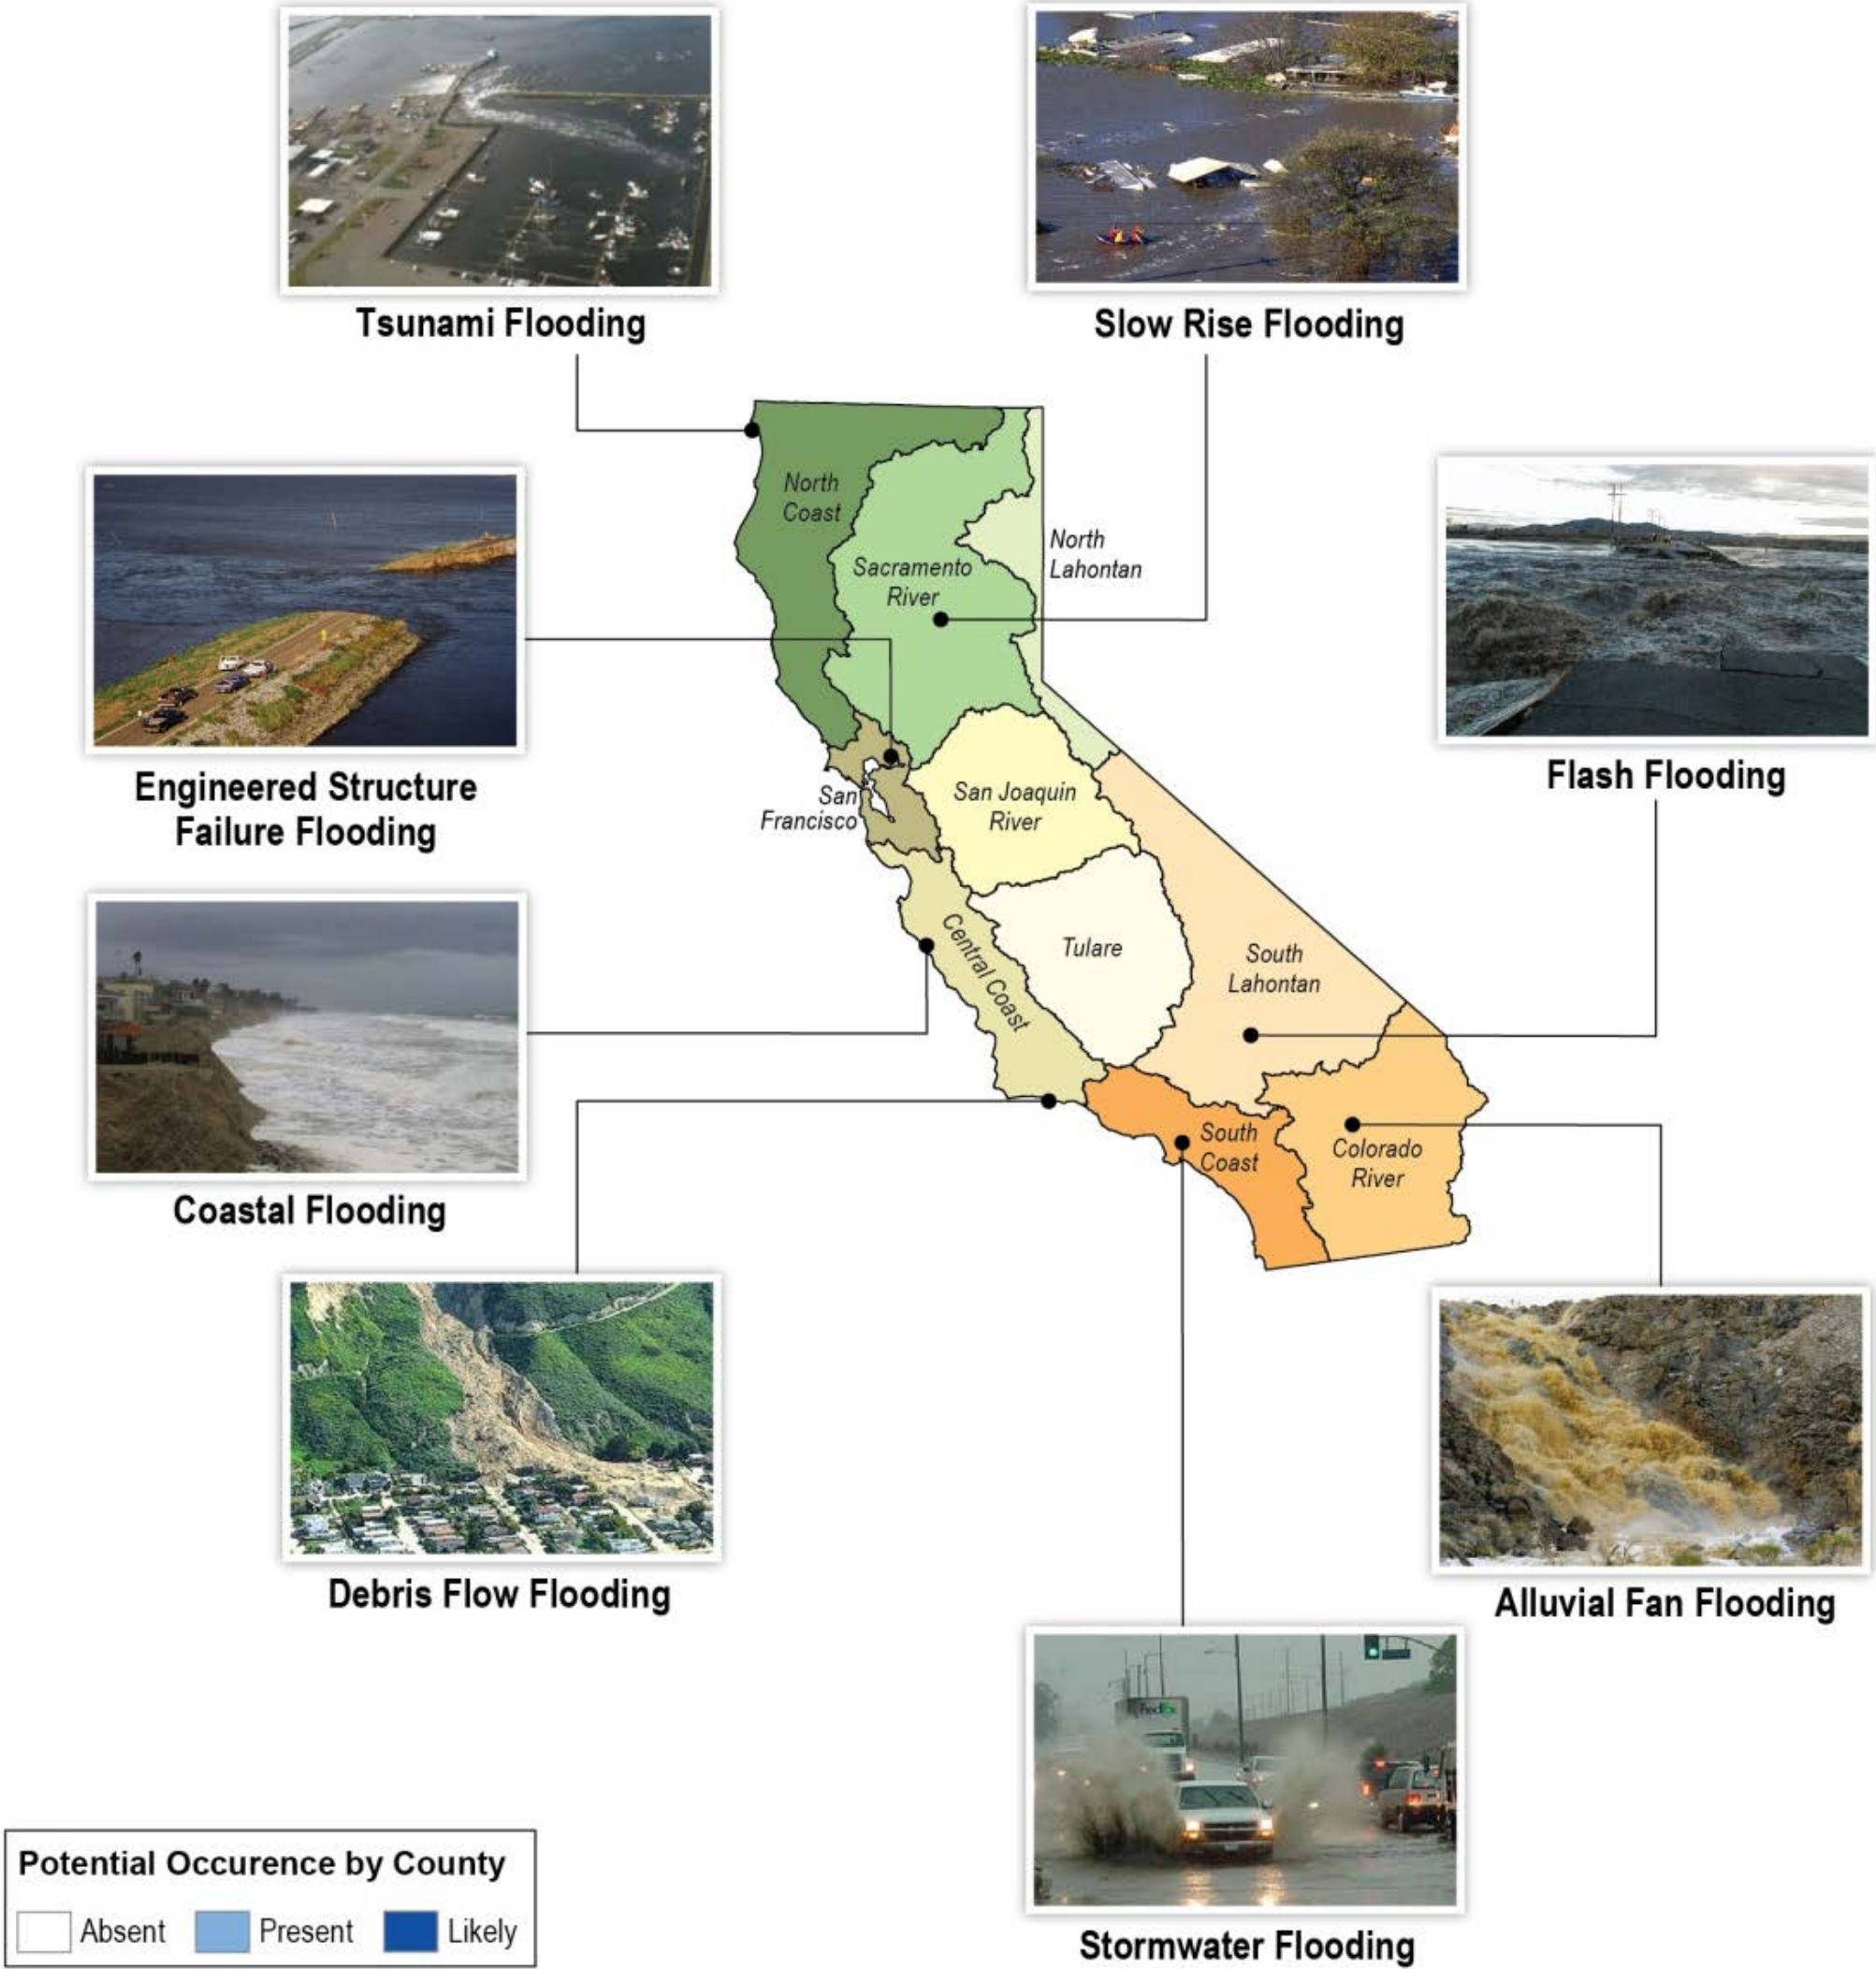 Tsunami Flooding
Slow Rise Flooding
North
Coast
North
Lahontan
Sacramento
River
Engineered Structure
Failure Flooding
Flash Flooding
San
Francisco
San Joaquin
River
Central Coast
Tulare
South
Lahontan
Coastal Flooding
South
Coast
Colorado
River
Debris Flow Flooding
Alluvial Fan Flooding
FedEx
Stormwater Flooding
Potential Occurence by County
Absent
Present
Likely